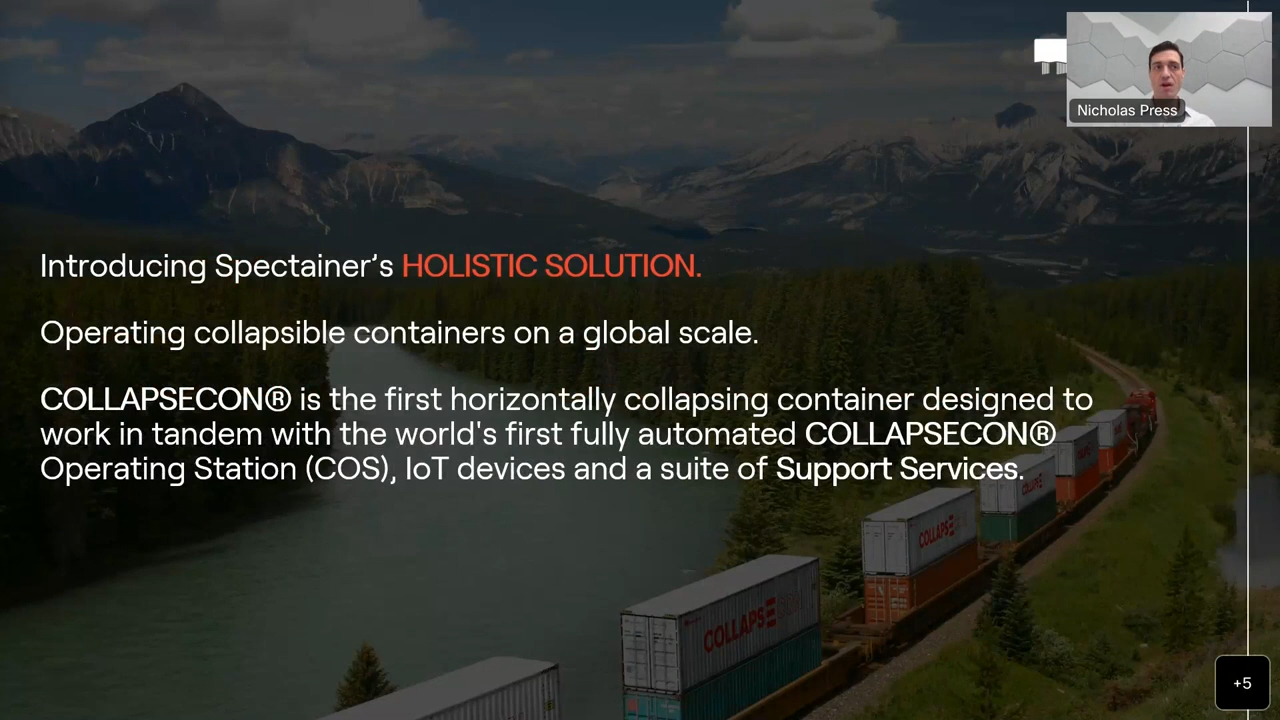 Nicholas Press
Introducing Spectainer's HOLISTIC SOLUTION.
Operating collapsible containers on a global scale.
COLLAPSECON® is the first horizontally collapsing container designed to
work in tandem with the world's first fully automated COLLAPSECON®
Operating Station (COS), IoT devices and a suite of Support Services.
COLLAPS
COLLAPS
+5